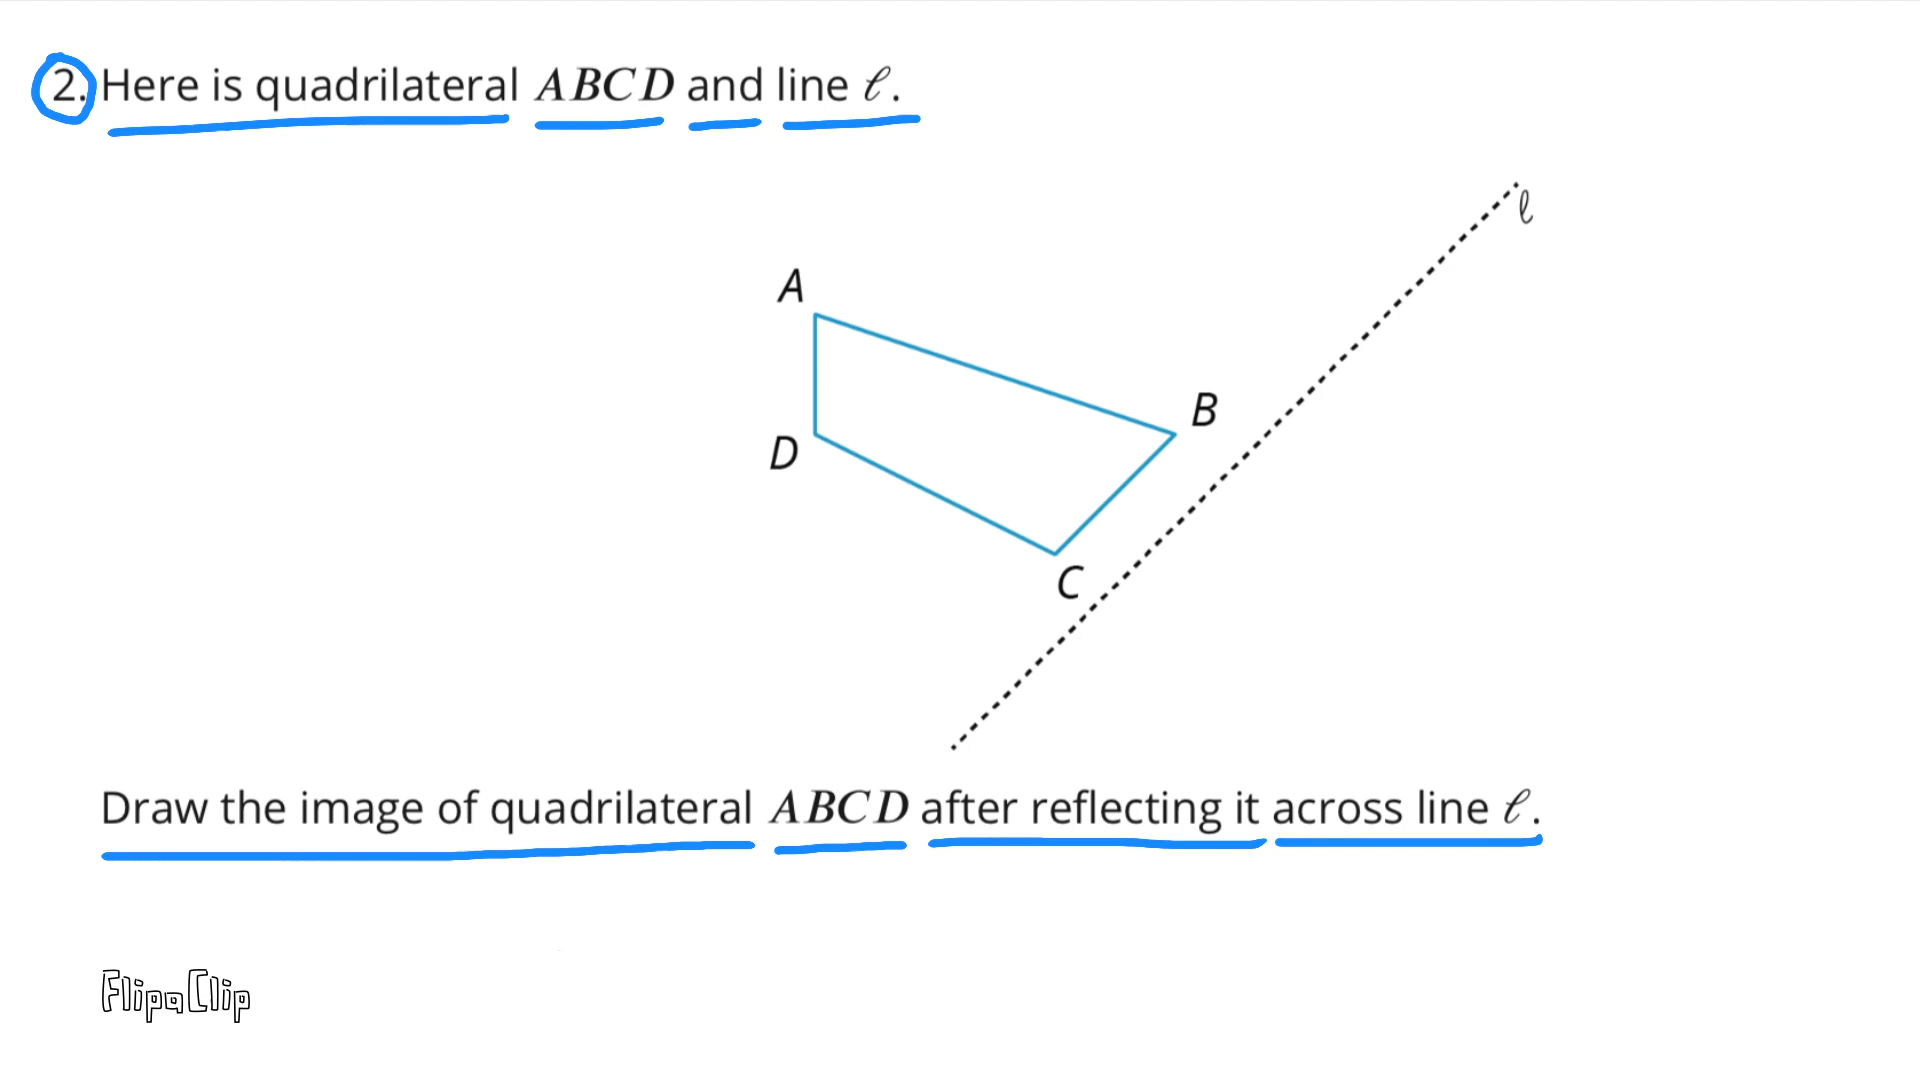 2. Here is quadrilateral ABCD and line ℓ.
ℓ
A
B
D
C
Draw the image of quadrilateral ABCD after reflecting it across line ℓ.
FlipaClip